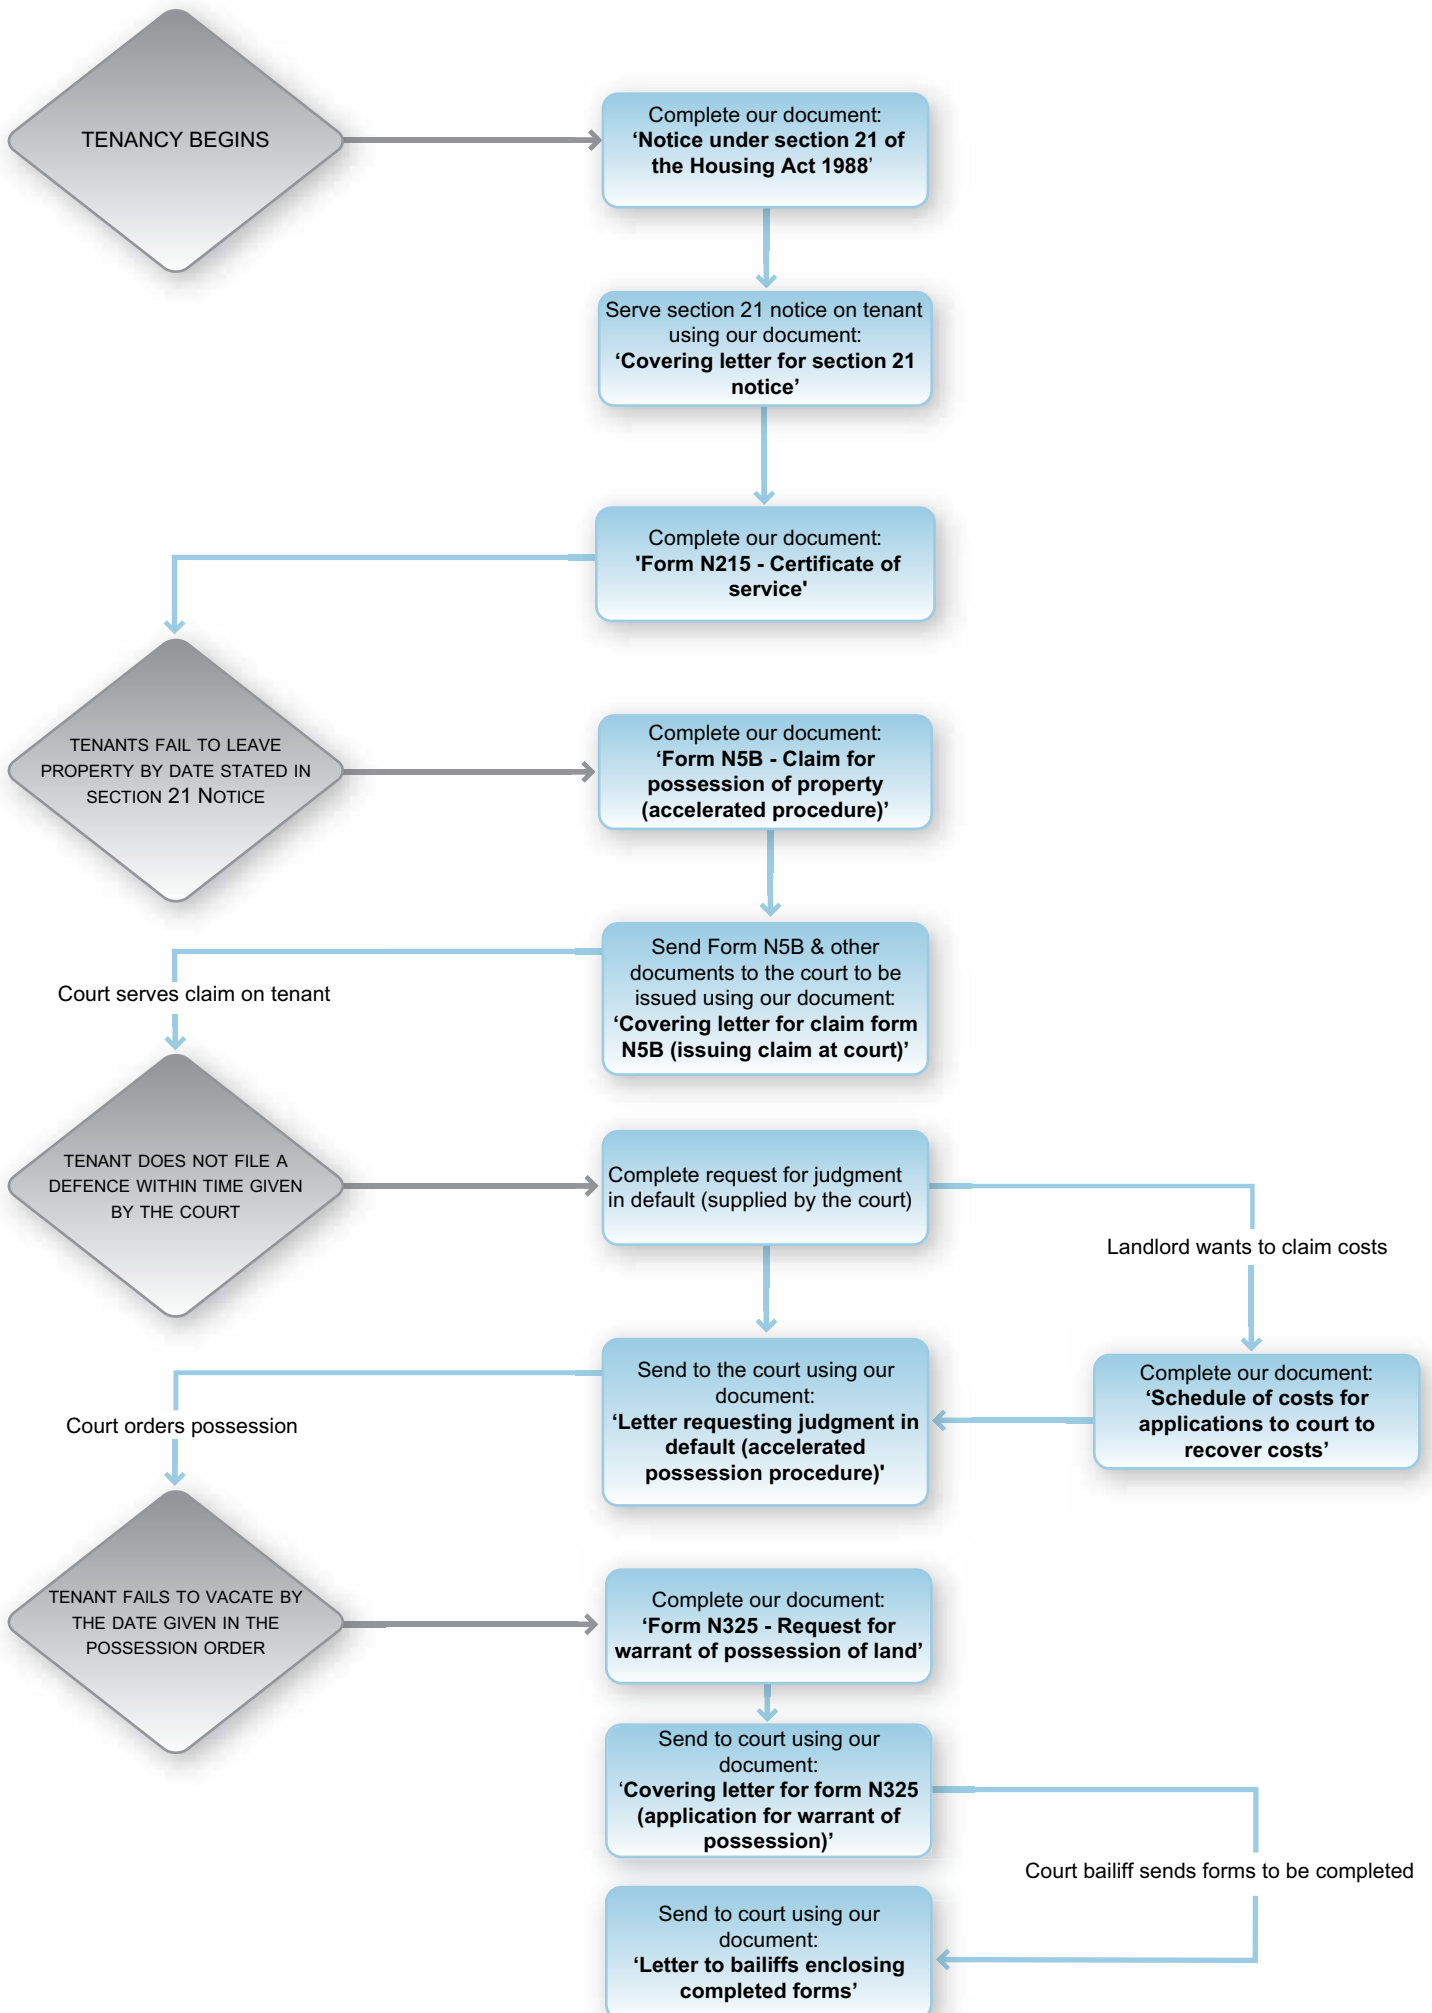 TENANCY BEGINS
Complete our document:
‘Notice under section 21 of
the Housing Act 1988’
Serve section 21 notice on tenant
using our document:
‘Covering letter for section 21
notice’
Complete our document:
'Form N215 - Certificate of
service'
TENANTS FAIL TO LEAVE
PROPERTY BY DATE STATED IN
SECTION 21 NOTICE
Complete our document:
‘Form N5B - Claim for
possession of property
(accelerated procedure)’
Send Form N5B & other
documents to the court to be
issued using our document:
‘Covering letter for claim form
N5B (issuing claim at court)’
Court serves claim on tenant
TENANT DOES NOT FILE A
DEFENCE WITHIN TIME GIVEN
BY THE COURT
Complete request for judgment
in default (supplied by the court)
Landlord wants to claim costs
Complete our document:
‘Schedule of costs for
applications to court to
recover costs’
Send to the court using our
document:
‘Letter requesting judgment in
default (accelerated
possession procedure)'
Court orders possession
TENANT FAILS TO VACATE BY
THE DATE GIVEN IN THE
POSSESSION ORDER
Complete our document:
‘Form N325 - Request for
warrant of possession of land’
Send to court using our
document:
‘Covering letter for form N325
(application for warrant of
possession)’
Court bailiff sends forms to be completed
Send to court using our
document:
‘Letter to bailiffs enclosing
completed forms’